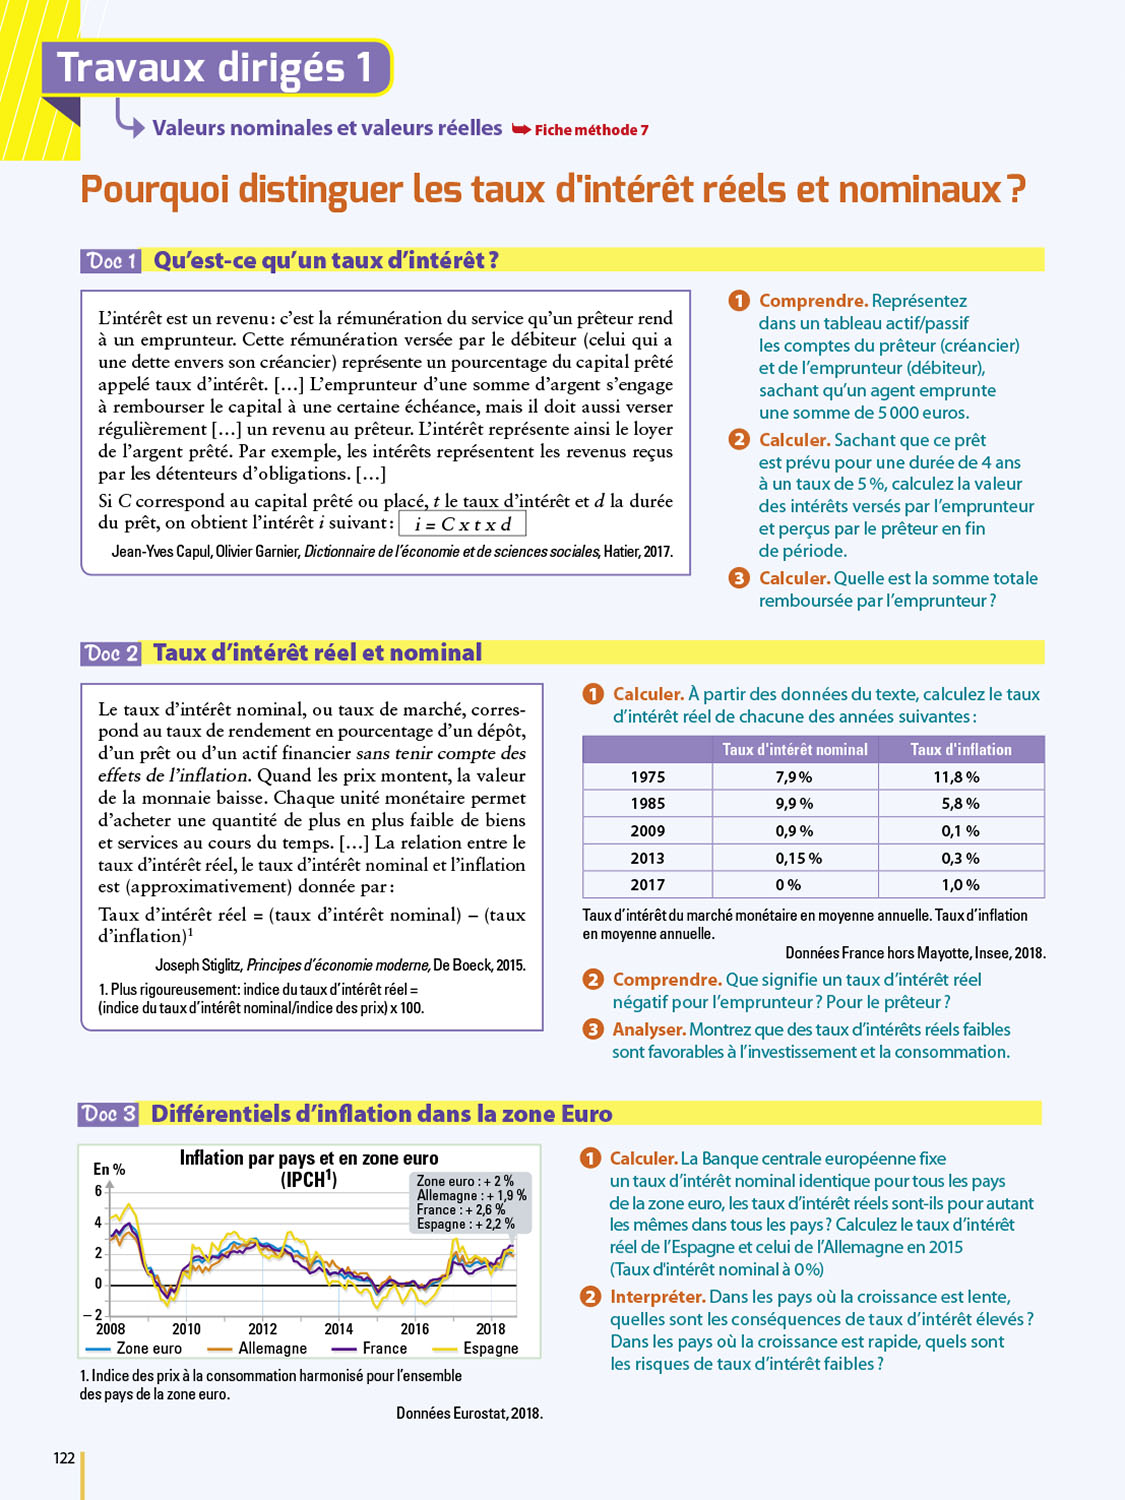 Travaux dirigés 1
Valeurs nominales et valeurs réelles ➥ Fiche méthode 7
Pourquoi distinguer les taux d'intérêt réels et nominaux ?
Doc 1 Qu'est-ce qu'un taux d'intérêt ?
L'intérêt est un revenu : c'est la rémunération du service qu'un prêteur rend
à un emprunteur. Cette rémunération versée par le débiteur (celui qui a
une dette envers son créancier) représente un pourcentage du capital prêté
appelé taux d'intérêt. […] L'emprunteur d'une somme d'argent s'engage
à rembourser le capital à une certaine échéance, mais il doit aussi verser
régulièrement […] un revenu au prêteur. L'intérêt représente ainsi le loyer
de l'argent prêté. Par exemple, les intérêts représentent les revenus reçus
par les détenteurs d'obligations. […]
Si C correspond au capital prêté ou placé, t le taux d'intérêt et d la durée
du prêt, on obtient l'intérêt i suivant : i = C x t x d
Jean-Yves Capul, Olivier Garnier, Dictionnaire de l'économie et de sciences sociales, Hatier, 2017.
1 Comprendre. Représentez
dans un tableau actif/passif
les comptes du prêteur (créancier)
et de l'emprunteur (débiteur),
sachant qu'un agent emprunte
une somme de 5 000 euros.
2 Calculer. Sachant que ce prêt
est prévu pour une durée de 4 ans
à un taux de 5 %, calculez la valeur
des intérêts versés par l'emprunteur
et perçus par le prêteur en fin
de période.
3 Calculer. Quelle est la somme totale
remboursée par l'emprunteur ?
Doc 2 Taux d'intérêt réel et nominal
Le taux d'intérêt nominal, ou taux de marché, corres-
pond au taux de rendement en pourcentage d'un dépôt,
d'un prêt ou d'un actif financier sans tenir compte des
effets de l'inflation. Quand les prix montent, la valeur
de la monnaie baisse. Chaque unité monétaire permet
d'acheter une quantité de plus en plus faible de biens
et services au cours du temps. […] La relation entre le
taux d'intérêt réel, le taux d'intérêt nominal et l'inflation
est (approximativement) donnée par :
Taux d'intérêt réel = (taux d'intérêt nominal) – (taux
d'inflation)¹
Joseph Stiglitz, Principes d'économie moderne, De Boeck, 2015.
1. Plus rigoureusement: indice du taux d'intérêt réel =
(indice du taux d'intérêt nominal/indice des prix) x 100.
1 Calculer. À partir des données du texte, calculez le taux
d'intérêt réel de chacune des années suivantes :
Taux d'intérêt nominal Taux d'inflation
1975 7,9 % 11,8 %
1985 9,9 % 5,8 %
2009 0,9 % 0,1 %
2013 0,15 % 0,3 %
2017 0 % 1,0 %
Taux d'intérêt du marché monétaire en moyenne annuelle. Taux d'inflation
en moyenne annuelle.
Données France hors Mayotte, Insee, 2018.
2 Comprendre. Que signifie un taux d'intérêt réel
négatif pour l'emprunteur ? Pour le prêteur ?
3 Analyser. Montrez que des taux d'intérêts réels faibles
sont favorables à l'investissement et la consommation.
Doc 3 Différentiels d'inflation dans la zone Euro
Inflation par pays et en zone euro
(IPCH¹)
En %
6
4
2
0
– 2
Zone euro : + 2 %
Allemagne : + 1,9 %
France : + 2,6 %
Espagne : + 2,2 %
2008 2010 2012 2014 2016 2018
Zone euro Allemagne France Espagne
1. Indice des prix à la consommation harmonisé pour l'ensemble
des pays de la zone euro.
Données Eurostat, 2018.
1 Calculer. La Banque centrale européenne fixe
un taux d'intérêt nominal identique pour tous les pays
de la zone euro, les taux d'intérêt réels sont-ils pour autant
les mêmes dans tous les pays ? Calculez le taux d'intérêt
réel de l'Espagne et celui de l'Allemagne en 2015
(Taux d'intérêt nominal à 0 %)
2 Interpréter. Dans les pays où la croissance est lente,
quelles sont les conséquences de taux d'intérêt élevés ?
Dans les pays où la croissance est rapide, quels sont
les risques de taux d'intérêt faibles ?
122